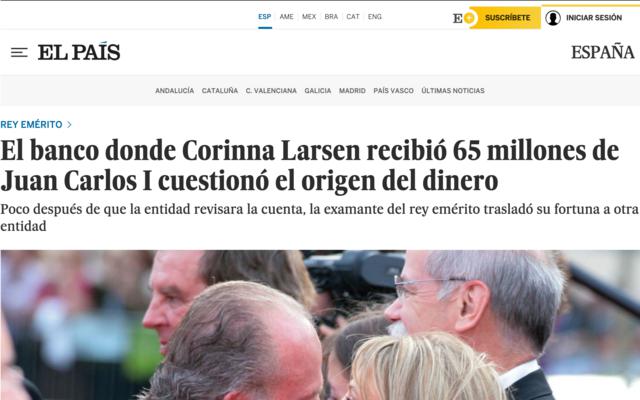 ESP AME MEX BRA CAT ENG
E+ SUSCRÍBETE INICIAR SESIÓN
EL PAÍS ESPAÑA
ANDALUCÍA CATALUÑA C. VALENCIANA GALICIA MADRID PAÍS VASCO ÚLTIMAS NOTICIAS
REY EMÉRITO >
El banco donde Corinna Larsen recibió 65 millones de
Juan Carlos I cuestionó el origen del dinero
Poco después de que la entidad revisara la cuenta, la examante del rey emérito trasladó su fortuna a otra
entidad